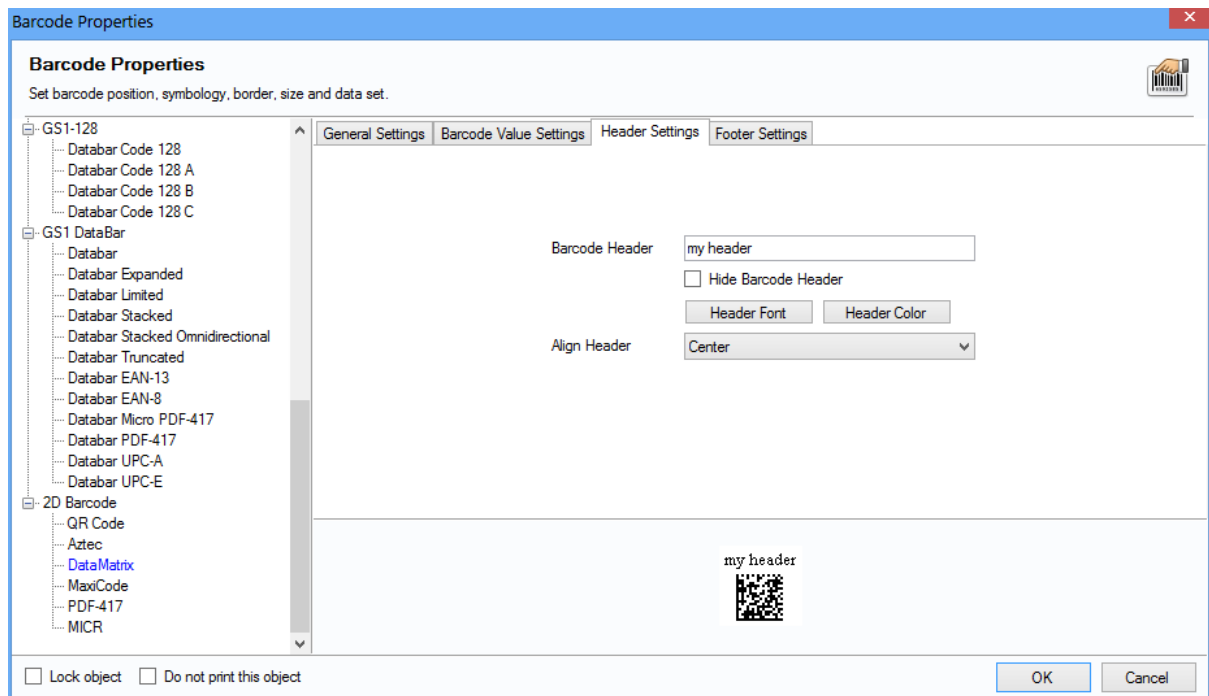 Barcode Properties
Barcode Properties
Set barcode position, symbology, border, size and data set.
GS1-128
Databar Code 128
Databar Code 128 A
Databar Code 128 B
Databar Code 128 C
GS1 DataBar
Databar
Databar Expanded
Databar Limited
Databar Stacked
Databar Stacked Omnidirectional
Databar Truncated
Databar EAN-13
Databar EAN-8
Databar Micro PDF-417
Databar PDF-417
Databar UPC-A
Databar UPC-E
2D Barcode
QR Code
Aztec
DataMatrix
MaxiCode
PDF-417
MICR
General Settings Barcode Value Settings Header Settings Footer Settings
Barcode Header my header
Hide Barcode Header
Header Font Header Color
Align Header Center
my header
Lock object Do not print this object OK Cancel